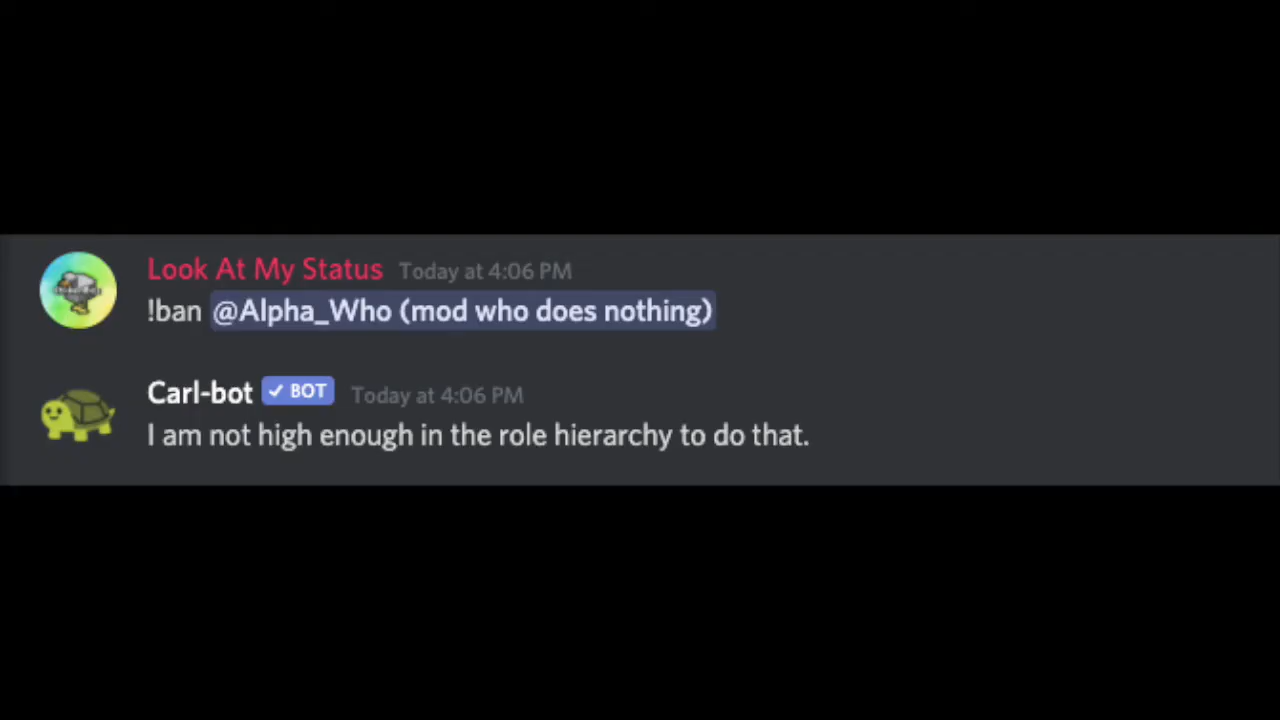 Look At My Status Today at 4:06 PM
!ban @Alpha_Who (mod who does nothing)
Carl-bot ✓ BOT Today at 4:06 PM
I am not high enough in the role hierarchy to do that.